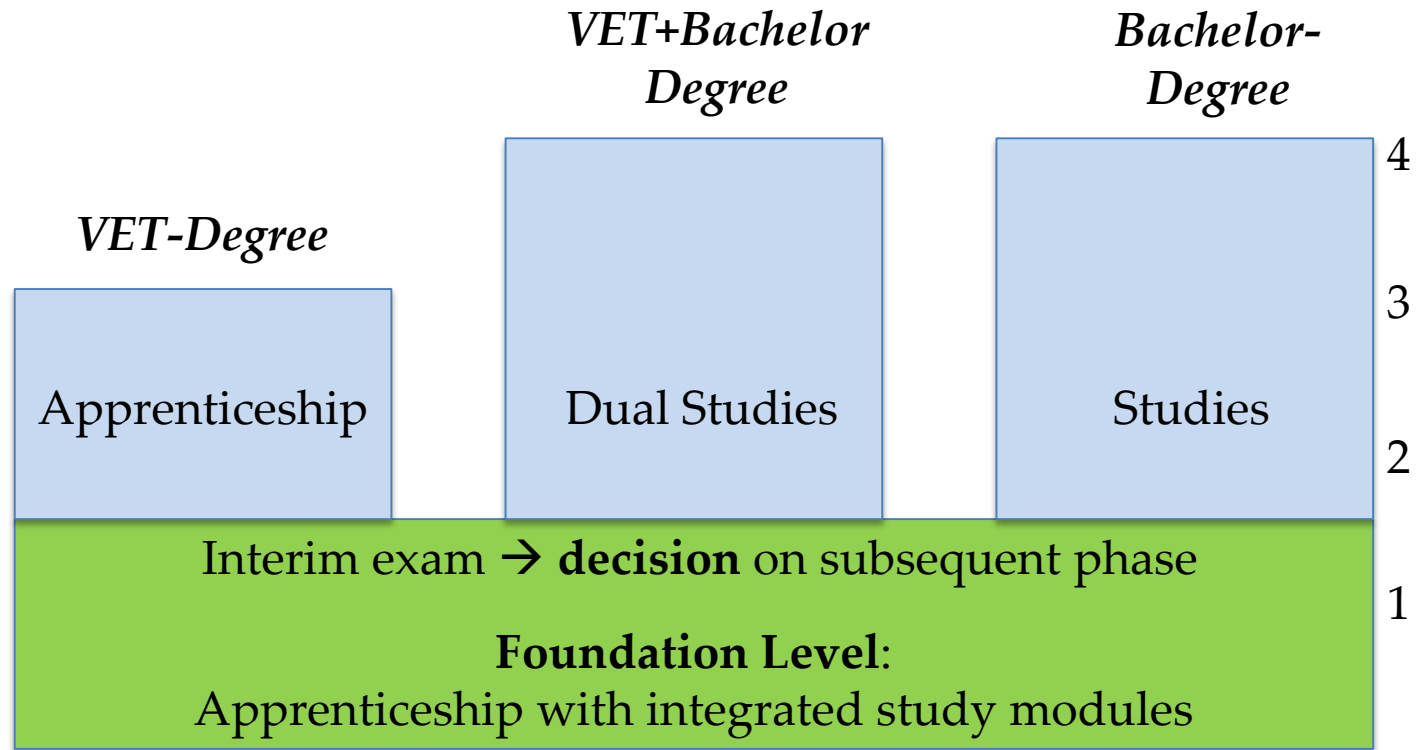 VET+Bachelor
Degree
Bachelor-
Degree
VET-Degree
4
3
2
1
Apprenticeship
Dual Studies
Studies
Interim exam → decision on subsequent phase
Foundation Level:
Apprenticeship with integrated study modules